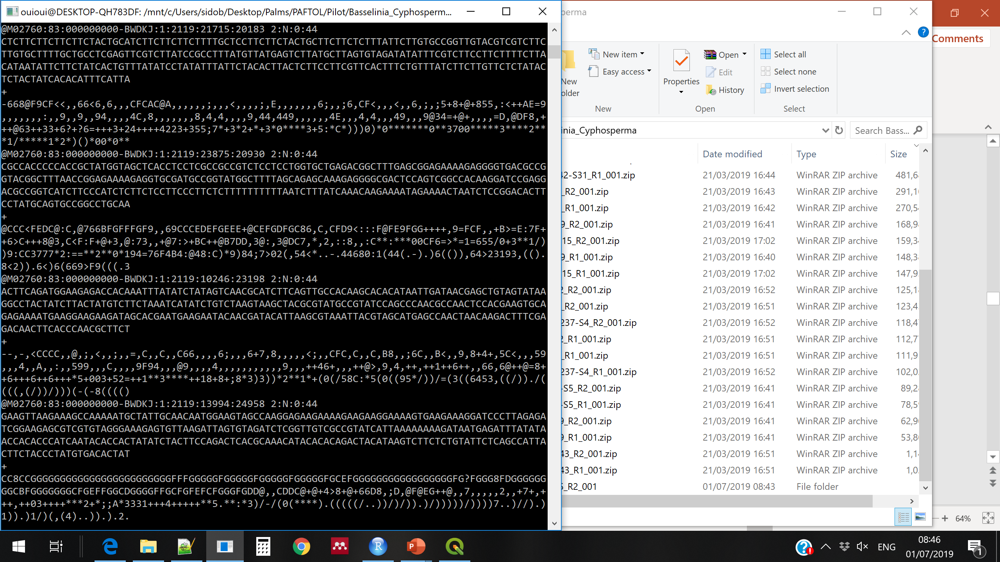 ouioui@DESKTOP-QH783DF: /mnt/c/Users/sidob/Desktop/Palms/PAFTOL/Pilot/Basselinia_Cyphosperm...
@M02760:83:000000000-BWDKJ:1:2119:21715:20183 2:N:0:44
CTCTTCTTCTTCTTCTACTGCATCTTCTTCTTCTTTTGCTCCTTCTTCTACTGCTTCTTCTCTTTATTCTTGTGCCGGTTGTACGTCGTCTTC
TTGTGCTTTTGCTGCCTCGAGTTCGTCTTATCCGCCTTTATGTTATGAGTCTTATGCTTAGTGTAGATATATTTCGTCTTCCTTCTTTTCTTA
CATAATATTCTTCTATCACTGTTTATATCCTATATTTATTCTACACTTACTCTTCCTTCGTTCACTTTCTGTTTATCTTCTTGTTCTCTATAC
TCTACTATCACACATTTCATTA
+
-668@F9CF<<,,66<6,6,,,CFCAC@A,,,,,,;,,,<,,,,;,E,,,,,,,6;,,;6,CF<,,,<,,6,;,;5+8+@+855,:<++AE=9
,,,,,,,:,,9,,9,,94,,,,4C,8,,,,,,,8,4,4,,,,9,44,449,,,,,,4E,,,4,4,,,49,,,9@34=+@+,,,,=D,@DF8,+
++@63++33+6?+?6=+++3+24++++4223+355;7*+3*2+*+3*0****3+5:*C*)))0)*0*******0**3700*****3****2**
*1/*****1*2*)()*00*0**
@M02760:83:000000000-BWDKJ:1:2119:23875:20930 2:N:0:44
CGCCACCCCCACCGCTATGGTAGCTCACCTCCTCGCCGCCGTCTCCTCCTGGTGCTGAGACGGCTTTGAGCGGAGAAAAGAGGGGTGACGCCG
GTACGGCTTTAACCGGAGAAAAGAGGTGCGATGCCGGTATGGCTTTTAGCAGAGCAAAGAGGGGCGACTCCAGTCGGCCACAAGGATCCGAGG
ACGCCGGTCATCTTCCCATCTCTTCTCCTTCCCTTCTCTTTTTTTTTTAATCTTTATCAAACAAGAAAATAGAAAACTAATCTCCGGACACTT
CCTATGCAGTGCCGGCCTGCAA
+
@CCC<FEDC@:C,@766BFGFFFGF9,,69CCCEDEFGEEE+@CEFGDFGC86,C,CFD9<:::F@FE9FGG++++,9=FCF,,+B>=E:7F+
+6>C+++8@3,C<F:F+@+3,@:73,,+@7:>+BC++@B7DD,3@:,3@DC7,*,2,::8,,:C**:***00CF6=>*=1=655/0+3**1/)
)9:CC3777*2:==**2**0*194=76F4B4:@48:C)*9)84;7>02(,54<*..-.44680:1(44(.-).)6(()),64>23193,(().
8<2)).6<)6(669>F9(((.3
@M02760:83:000000000-BWDKJ:1:2119:10246:23198 2:N:0:44
ACTTCAGATGGAAGAGACCACAAATTTATATCTATAGTCAACGCATCTTCAGTTGCCACAAGCACACATAATTGATAACGAGCTGTAGTATAA
GGCCTACTATCTTACTATGTCTTCTAAATCATATCTGTCTAAGTAAGCTACGCGTATGCCGTATCCAGCCCAACGCCAACTCCACGAAGTGCA
GAGAAAATGAAGGAAGAAGATAGCACGAATGAAGAATACAACGATACATTAAGCGTAAATTACGTAGCATGAGCCAACTAACAAGACTTTCGA
GACAACTTCACCCAACGCTTCT
+
--,-,<CCCC,,@,;,<,,;,,=,C,,C,,C66,,,,6;,,,6+7,8,,,,,<;,,CFC,C,,C,B8,,;6C,,B<,,9,8+4+,5C<,,,59
,,,4,,A,,:,,599,,,C,,,,9F94,,,@9,,,,4,,,,,,,,,,,9,,,++46+,,,++@>,9,4,++,++1++6++,,66,6@++@=8+
+6+++6++6+++*5+003+52=++1**3****++18+8+;8*3)3))*2**1*+(0(/58C:*5(0((95*/))/=(3((6453,((/))./(
(((,(/))/)))(-(-8(((()
@M02760:83:000000000-BWDKJ:1:2119:13994:24958 2:N:0:44
GAAGTTAAGAAAGCCAAAAATGCTATTGCAACAATGGAAGTAGCCAAGGAGAAGAAAAGAAGAAGGAAAAGTGAAGAAAGGATCCCTTAGAGA
TCGGAAGAGCGTCGTGTAGGGAAAGAGTGTTAAGATTAGTGTAGATCTCGGTTGTCGCCGTATCATTAAAAAAAAGATAATGAGATTTATATA
ACCACACCCATCAATACACCACTATATCTACTTCCAGACTCACGCAAACATACACACAGACTACATAAGTCTTCTCTGTATTCTCAGCCATTA
CTTCTACCCTATGTGACACTAT
+
CC8CCGGGGGGGGGGGGGGGGGGGGGGGGFFFGGGGGFGGGGGFGGGGGFGGGGGFGCEFGGGGGGGGGGGGGGGGGFG?FGGG8FDGGGGGG
GGCBFGGGGGGGCFGEFFGGCDGGGGFFGCFGFEFCFGGGFGDD@,,CDDC@+@+4>8+@+66D8,;D,@F@EG++@,,7,,,,,2,,+7+,+
++,++03++++***2+*;;A*3331+++4+++++**5.**:*3)/-/(0(****).(((((/..))/)/)).)/)))))/))))7..)//).)
1)).)1/)(,(4)..)).).2.
perma
Comments
New item
Easy access
New
older
New
Properties
Open
Edit
History
Open
Select all
Select none
Invert selection
Select
inia_Cyphosperma
Search Bass...
Date modified Type Size
42-S31_R1_001.zip 21/03/2019 16:44 WinRAR ZIP archive 481,6
_R2_001.zip 21/03/2019 16:43 WinRAR ZIP archive 291,1
_R1_001.zip 21/03/2019 16:42 WinRAR ZIP archive 270,5
9_R2_001.zip 21/03/2019 16:41 WinRAR ZIP archive 168,9
15_R2_001.zip 21/03/2019 17:02 WinRAR ZIP archive 159,3
9_R1_001.zip 21/03/2019 16:40 WinRAR ZIP archive 148,3
15_R1_001.zip 21/03/2019 17:02 WinRAR ZIP archive 147,9
2_R2_001.zip 21/03/2019 16:52 WinRAR ZIP archive 125,1
_R2_001.zip 21/03/2019 16:51 WinRAR ZIP archive 123,4
237-S4_R2_001.zip 21/03/2019 16:52 WinRAR ZIP archive 118,4
2_R1_001.zip 21/03/2019 16:51 WinRAR ZIP archive 112,7
_R1_001.zip 21/03/2019 16:51 WinRAR ZIP archive 111,9
237-S4_R1_001.zip 21/03/2019 16:52 WinRAR ZIP archive 102,0
-S5_R2_001.zip 21/03/2019 16:41 WinRAR ZIP archive 89,2
-S5_R1_001.zip 21/03/2019 16:41 WinRAR ZIP archive 78,5
9_R2_001.zip 21/03/2019 16:41 WinRAR ZIP archive 62,9
9_R1_001.zip 21/03/2019 16:41 WinRAR ZIP archive 53,8
43_R2_001.zip 21/03/2019 16:51 WinRAR ZIP archive 1,1
43_R1_001.zip 21/03/2019 16:51 WinRAR ZIP archive 1,0
5_R2_001 01/07/2019 08:43 File folder
64%
ENG
08:46
01/07/2019
1